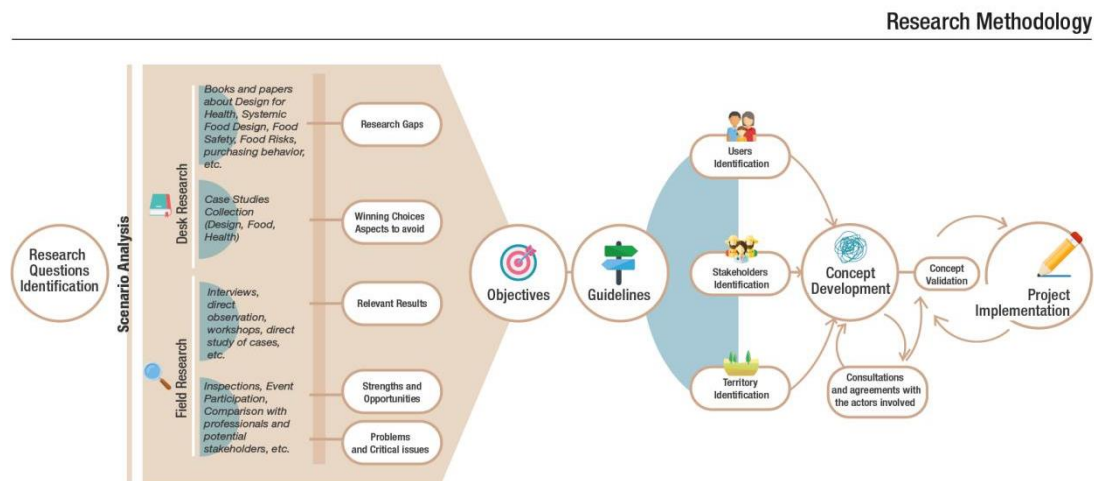 Research Methodology
Research
Questions
Identification
Scenario Analysis
Desk Research
Books and papers
about Design for
Health, Systemic
Food Design, Food
Safety, Food Risks,
purchasing behavior,
etc.
Case Studies
Collection
(Design, Food,
Health)
Field Research
Interviews,
direct
observation,
workshops, direct
study of cases,
etc.
Inspections, Event
Participation,
Comparison with
professionals and
potential
stakeholders, etc.
Research Gaps
Winning Choices
Aspects to avoid
Relevant Results
Strengths and
Opportunities
Problems
and Critical issues
Objectives
Guidelines
Users
Identification
Stakeholders
Identification
Territory
Identification
Concept
Development
Concept
Validation
Consultations
and agreements with
the actors involved
Project
Implementation